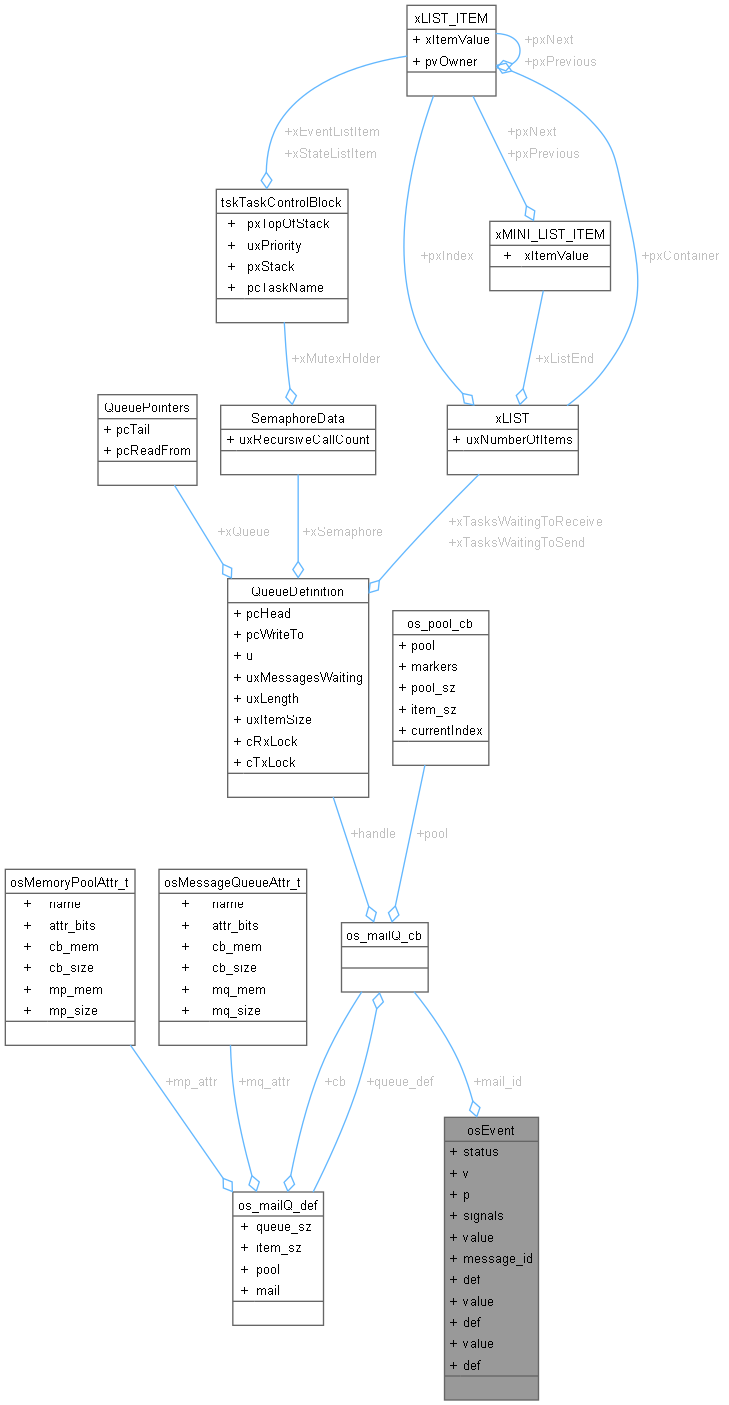 xLIST_ITEM
+ xItemValue
+ pvOwner
+pxNext
+pxPrevious
+xEventListItem
+xStateListItem
+pxNext
+pxPrevious
tskTaskControlBlock
+ pxTopOfStack
+ uxPriority
+ pxStack
+ pcTaskName
xMINI_LIST_ITEM
+ xItemValue
+pxIndex
+pxContainer
+xMutexHolder
+xListEnd
QueuePointers
+ pcTail
+ pcReadFrom
SemaphoreData
+ uxRecursiveCallCount
xLIST
+ uxNumberOfItems
+xQueue
+xSemaphore
+xTasksWaitingToReceive
+xTasksWaitingToSend
QueueDefinition
+ pcHead
+ pcWriteTo
+ u
+ uxMessagesWaiting
+ uxLength
+ uxItemSize
+ cRxLock
+ cTxLock
os_pool_cb
+ pool
+ markers
+ pool_sz
+ item_sz
+ currentIndex
+handle
+pool
osMemoryPoolAttr_t
+ name
+ attr_bits
+ cb_mem
+ cb_size
+ mp_mem
+ mp_size
osMessageQueueAttr_t
+ name
+ attr_bits
+ cb_mem
+ cb_size
+ mq_mem
+ mq_size
os_mailQ_cb
+mp_attr
+mq_attr
+cb
+queue_def
+mail_id
os_mailQ_def
+ queue_sz
+ item_sz
+ pool
+ mail
osEvent
+ status
+ v
+ p
+ signals
+ value
+ message_id
+ def
+ value
+ def
+ value
+ def